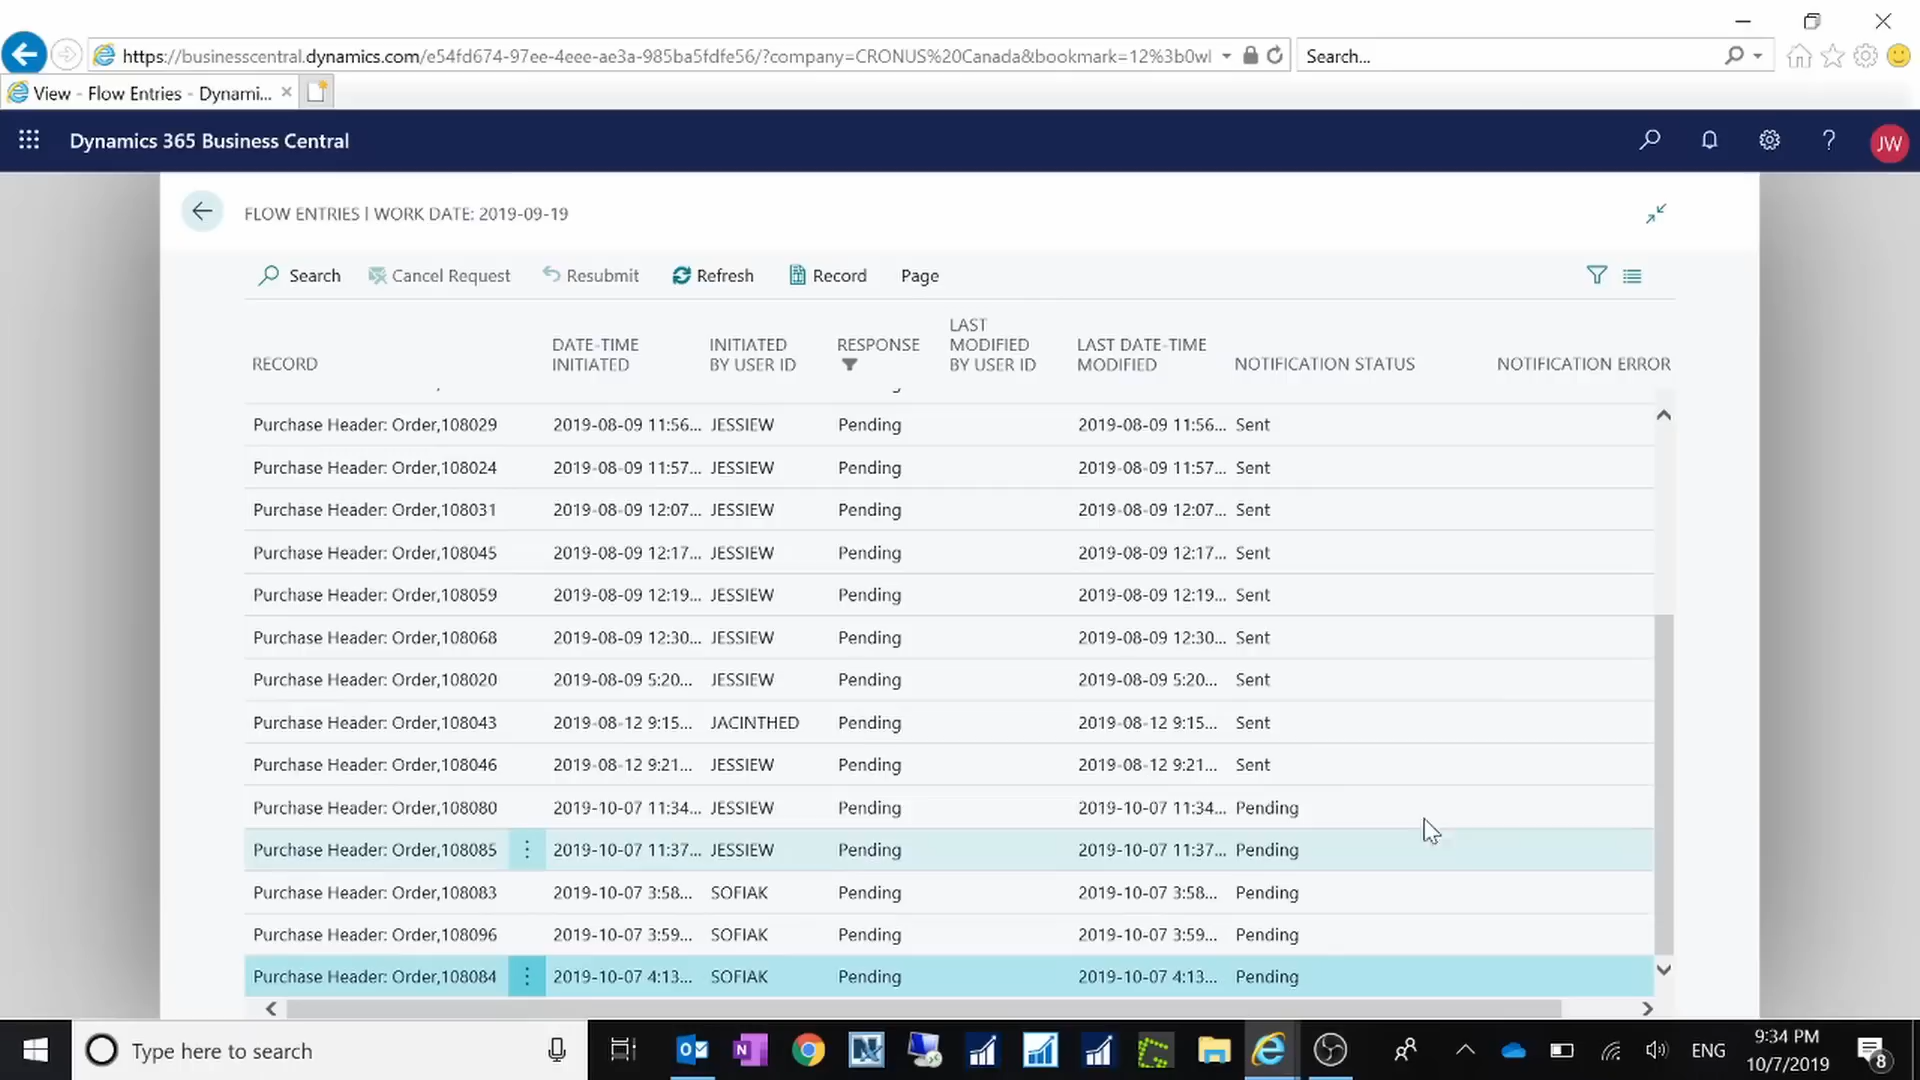 https://businesscentral.dynamics.com/e54fd674-97ee-4eee-ae3a-985ba5fdfe56/?company=CRONUS%20Canada&bookmark=12%3b0wl
Search...
View - Flow Entries - Dynami...
Dynamics 365 Business Central
JW
FLOW ENTRIES | WORK DATE: 2019-09-19
Search Cancel Request Resubmit Refresh Record Page
RECORD DATE-TIME INITIATED INITIATED BY USER ID RESPONSE LAST MODIFIED BY USER ID LAST DATE-TIME MODIFIED NOTIFICATION STATUS NOTIFICATION ERROR
Purchase Header: Order,108029 2019-08-09 11:56... JESSIEW Pending 2019-08-09 11:56... Sent
Purchase Header: Order,108024 2019-08-09 11:57... JESSIEW Pending 2019-08-09 11:57... Sent
Purchase Header: Order,108031 2019-08-09 12:07... JESSIEW Pending 2019-08-09 12:07... Sent
Purchase Header: Order,108045 2019-08-09 12:17... JESSIEW Pending 2019-08-09 12:17... Sent
Purchase Header: Order,108059 2019-08-09 12:19... JESSIEW Pending 2019-08-09 12:19... Sent
Purchase Header: Order,108068 2019-08-09 12:30... JESSIEW Pending 2019-08-09 12:30... Sent
Purchase Header: Order,108020 2019-08-09 5:20... JESSIEW Pending 2019-08-09 5:20... Sent
Purchase Header: Order,108043 2019-08-12 9:15... JACINTHED Pending 2019-08-12 9:15... Sent
Purchase Header: Order,108046 2019-08-12 9:21... JESSIEW Pending 2019-08-12 9:21... Sent
Purchase Header: Order,108080 2019-10-07 11:34... JESSIEW Pending 2019-10-07 11:34... Pending
Purchase Header: Order,108085 2019-10-07 11:37... JESSIEW Pending 2019-10-07 11:37... Pending
Purchase Header: Order,108083 2019-10-07 3:58... SOFIAK Pending 2019-10-07 3:58... Pending
Purchase Header: Order,108096 2019-10-07 3:59... SOFIAK Pending 2019-10-07 3:59... Pending
Purchase Header: Order,108084 2019-10-07 4:13... SOFIAK Pending 2019-10-07 4:13... Pending
Type here to search
ENG
9:34 PM
10/7/2019
8